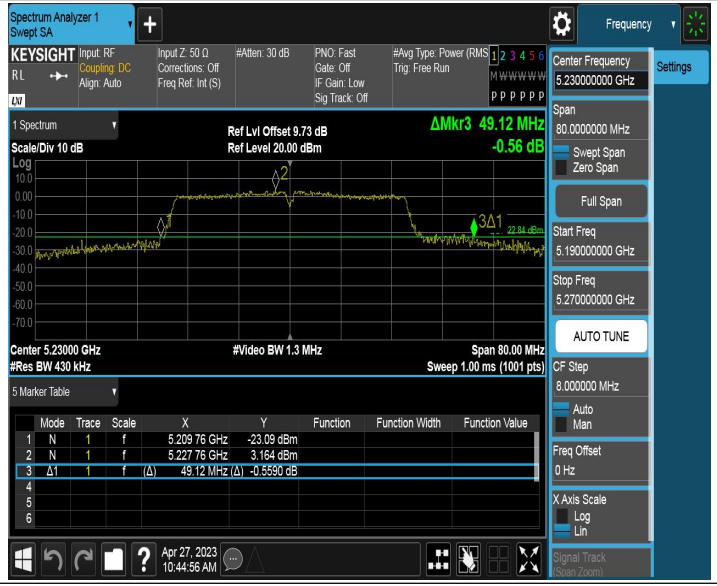 Spectrum Analyzer 1
Swept SA
Frequency
KEYSIGHT Input: RF Input Z: 50 Ω #Atten: 30 dB PNO: Fast #Avg Type: Power (RMS 1 2 3 4 5 6
RL Coupling: DC Corrections: Off Gate: Off Trig: Free Run M W W W W W
Align: Auto Freq Ref: Int (S) IF Gain: Low
LXI Sig Track: Off P P P P P P
Center Frequency
5.230000000 GHz
Settings
Span
80.0000000 MHz
Swept Span
Zero Span
Full Span
Start Freq
5.190000000 GHz
Stop Freq
5.270000000 GHz
AUTO TUNE
CF Step
8.000000 MHz
Auto
Man
Freq Offset
0 Hz
X Axis Scale
Log
Lin
Signal Track
(Span Zoom)
1 Spectrum
Ref Lvl Offset 9.73 dB
ΔMkr3 49.12 MHz
Scale/Div 10 dB
Ref Level 20.00 dBm
-0.56 dB
Log
10.0
0.00
-10.0
-20.0
-30.0
-40.0
-50.0
-60.0
-70.0
2
3Δ1
22.84 dBm
Center 5.23000 GHz #Video BW 1.3 MHz Span 80.00 MHz
#Res BW 430 kHz Sweep 1.00 ms (1001 pts)
5 Marker Table
Mode Trace Scale X Y Function Function Width Function Value
1 N 1 f 5.209 76 GHz -23.09 dBm
2 N 1 f 5.227 76 GHz 3.164 dBm
3 Δ1 1 f (Δ) 49.12 MHz (Δ) -0.5590 dB
4
5
6
Apr 27, 2023
10:44:56 AM